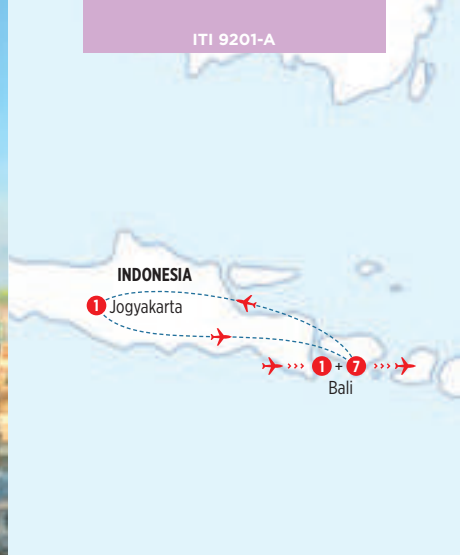 ITI 9201-A
INDONESIA
1 Jogyakarta
1 + 7
Bali